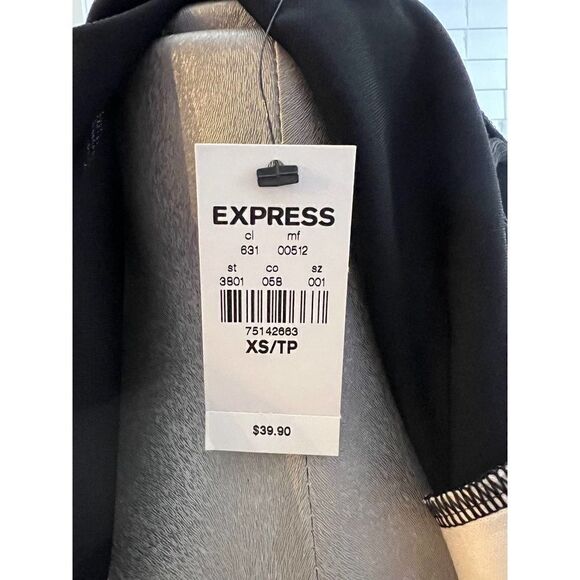 EXPRESS
cl mf
631 00512
st co sz
3801 058 001
75142663
XS/TP
$39.90